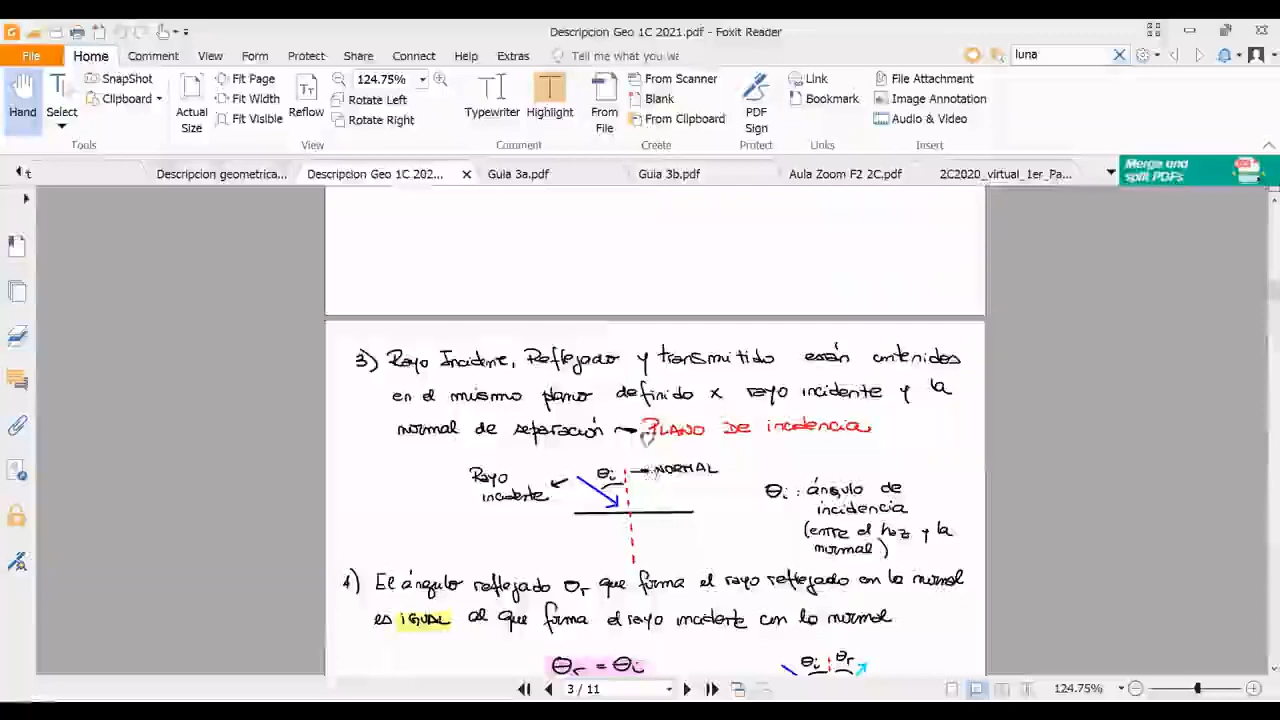 Descripcion Geo 1C 2021.pdf - Foxit Reader
File Home Comment View Form Protect Share Connect Help Extras Tell me what you wa luna
SnapShot Fit Page 124.75% From Scanner Link File Attachment
Clipboard Fit Width Rotate Left Blank Bookmark Image Annotation
Fit Visible Rotate Right From Clipboard Audio & Video
Hand Select Actual Size Reflow Typewriter Highlight From File PDF Sign
Tools View Comment Create Protect Links Insert
t Descripcion geometrica... Descripcion Geo 1C 202... Guia 3a.pdf Guia 3b.pdf Aula Zoom F2 2C.pdf 2C2020_virtual_1er_Pa...
Merge and
split PDFs
3) Rayo Incidente, Reflejado y transmitido están contenidos
en el mismo plano definido x rayo incidente y la
normal de separación → PLANO DE incidencia
Rayo
incidente
θi
→ NORMAL
θi : ángulo de
incidencia
(entre el haz y la
normal)
4) El ángulo reflejado θr que forma el rayo reflejado con la normal
es IGUAL al que forma el rayo incidente con la normal
θr = θi
θi θr
3 / 11 124.75%